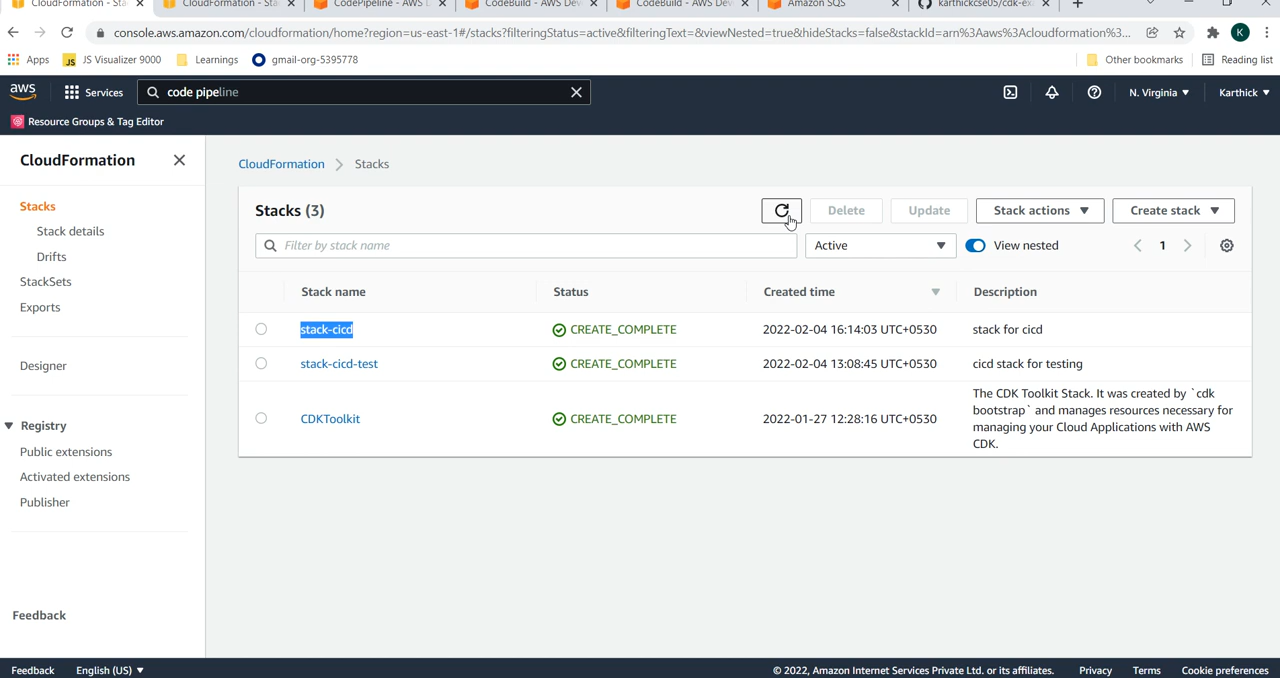 CloudFormation - Sta
CloudFormation - Sta
CodePipeline - AWS
CodeBuild - AWS Dev
CodeBuild - AWS Dev
Amazon SQS
karthickcse05/cdk-ex
console.aws.amazon.com/cloudformation/home?region=us-east-1#/stacks?filteringStatus=active&filteringText=&viewNested=true&hideStacks=false&stackId=arn%3Aaws%3Acloudformation%3...
K
Apps
JS
JS Visualizer 9000
Learnings
gmail-org-5395778
Other bookmarks
Reading list
aws
Services
code pipeline
N. Virginia
Karthick
Resource Groups & Tag Editor
CloudFormation
Stacks
Stack details
Drifts
StackSets
Exports
Designer
Registry
Public extensions
Activated extensions
Publisher
Feedback
CloudFormation
Stacks
Stacks (3)
Delete
Update
Stack actions
Create stack
Filter by stack name
Active
View nested
1
Stack name Status Created time Description
stack-cicd CREATE_COMPLETE 2022-02-04 16:14:03 UTC+0530 stack for cicd
stack-cicd-test CREATE_COMPLETE 2022-02-04 13:08:45 UTC+0530 cicd stack for testing
The CDK Toolkit Stack. It was created by `cdk
bootstrap` and manages resources necessary for
CDKToolkit CREATE_COMPLETE 2022-01-27 12:28:16 UTC+0530
managing your Cloud Applications with AWS
CDK.
Feedback
English (US)
© 2022, Amazon Internet Services Private Ltd. or its affiliates.
Privacy
Terms
Cookie preferences